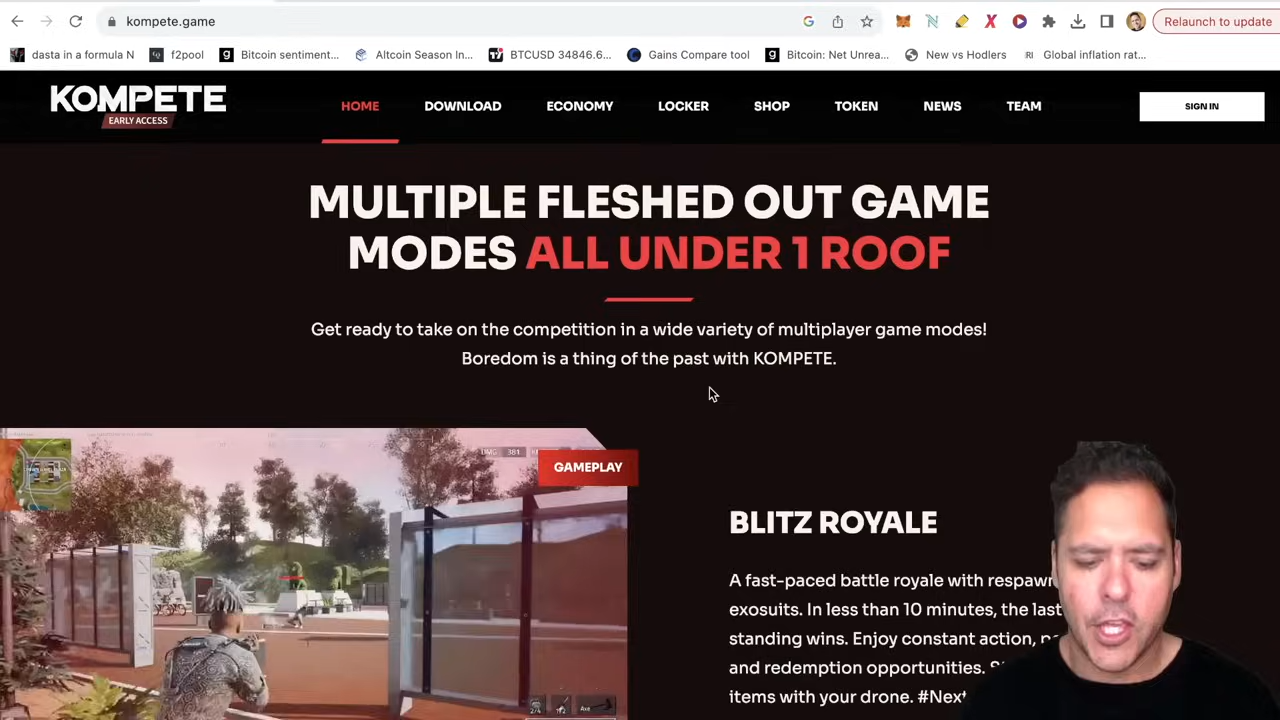 kompete.game
Relaunch to update
dasta in a formula N
f2pool
Bitcoin sentiment...
Altcoin Season In...
BTCUSD 34846.6...
Gains Compare tool
Bitcoin: Net Unrea...
New vs Hodlers
RI
Global inflation rat...
KOMPETE
EARLY ACCESS
HOME
DOWNLOAD
ECONOMY
LOCKER
SHOP
TOKEN
NEWS
TEAM
SIGN IN
MULTIPLE FLESHED OUT GAME
MODES ALL UNDER 1 ROOF
Get ready to take on the competition in a wide variety of multiplayer game modes!
Boredom is a thing of the past with KOMPETE.
DMG 381
GAMEPLAY
BLITZ ROYALE
A fast-paced battle royale with respawn
exosuits. In less than 10 minutes, the last
standing wins. Enjoy constant action,
and redemption opportunities.
items with your drone. #Next
Axe